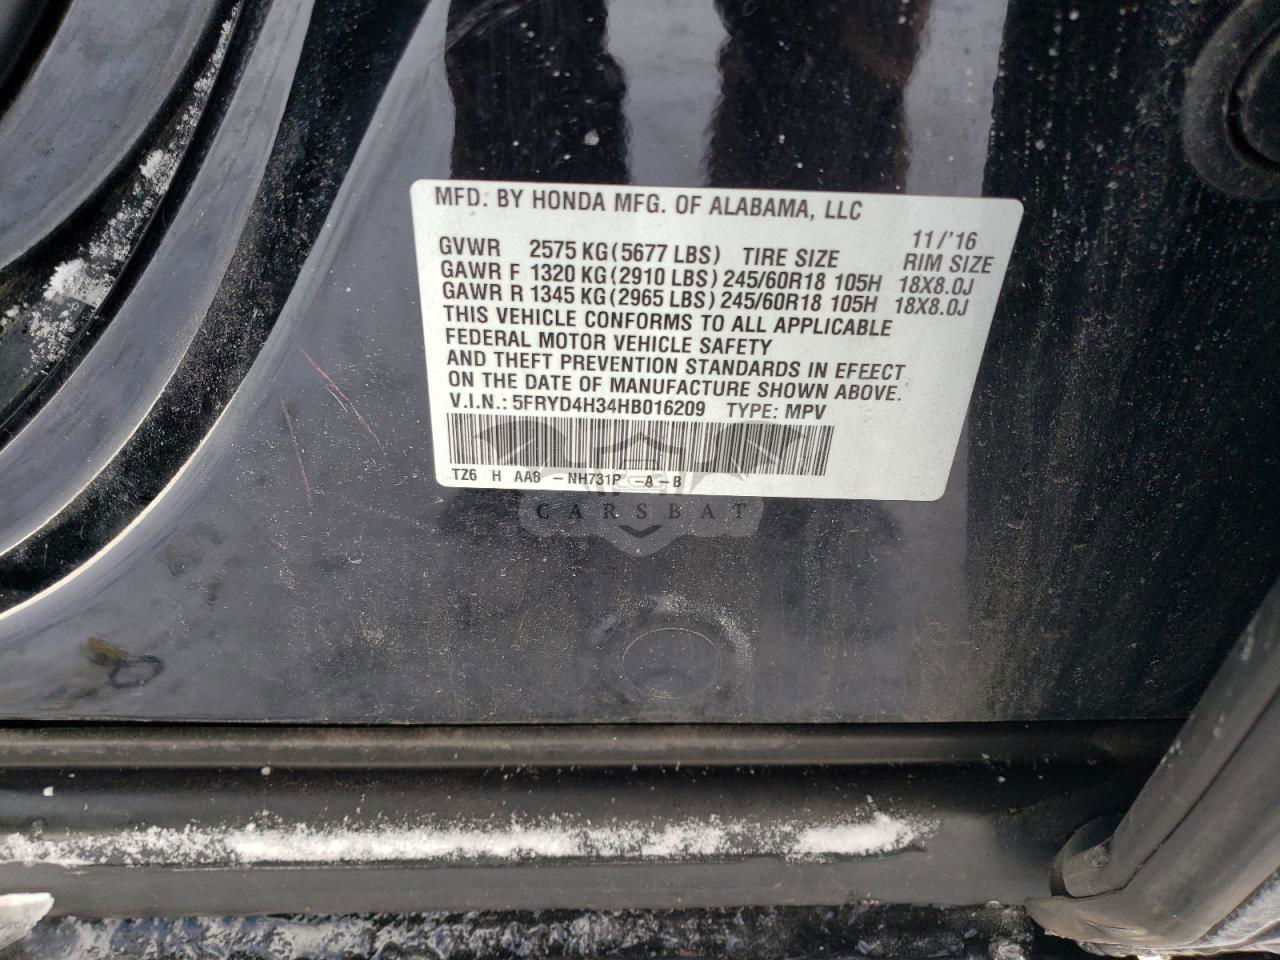 MFD. BY HONDA MFG. OF ALABAMA, LLC
11/'16
GVWR 2575 KG (5677 LBS) TIRE SIZE RIM SIZE
GAWR F 1320 KG (2910 LBS) 245/60R18 105H 18X8.0J
GAWR R 1345 KG (2965 LBS) 245/60R18 105H 18X8.0J
THIS VEHICLE CONFORMS TO ALL APPLICABLE
FEDERAL MOTOR VEHICLE SAFETY
AND THEFT PREVENTION STANDARDS IN EFFECT
ON THE DATE OF MANUFACTURE SHOWN ABOVE.
V.I.N.: 5FRYD4H34HB016209 TYPE: MPV
TZ6 H AA8 - NH731P -A - B
CARSBAT